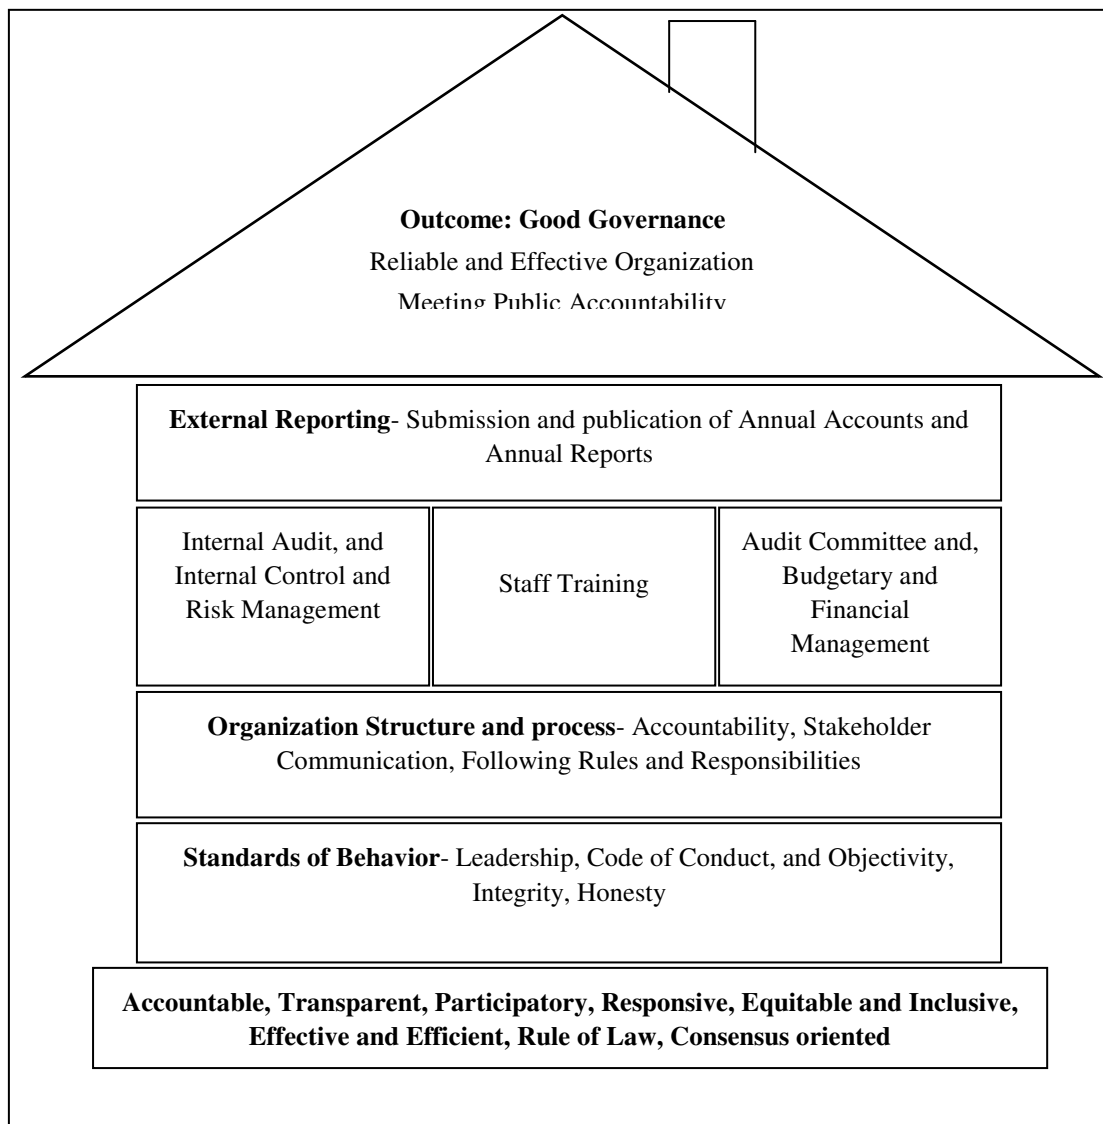 Outcome: Good Governance
Reliable and Effective Organization
Meeting Public Accountability
External Reporting- Submission and publication of Annual Accounts and
Annual Reports
Internal Audit, and
Internal Control and
Risk Management
Staff Training
Audit Committee and,
Budgetary and
Financial
Management
Organization Structure and process- Accountability, Stakeholder
Communication, Following Rules and Responsibilities
Standards of Behavior- Leadership, Code of Conduct, and Objectivity,
Integrity, Honesty
Accountable, Transparent, Participatory, Responsive, Equitable and Inclusive,
Effective and Efficient, Rule of Law, Consensus oriented